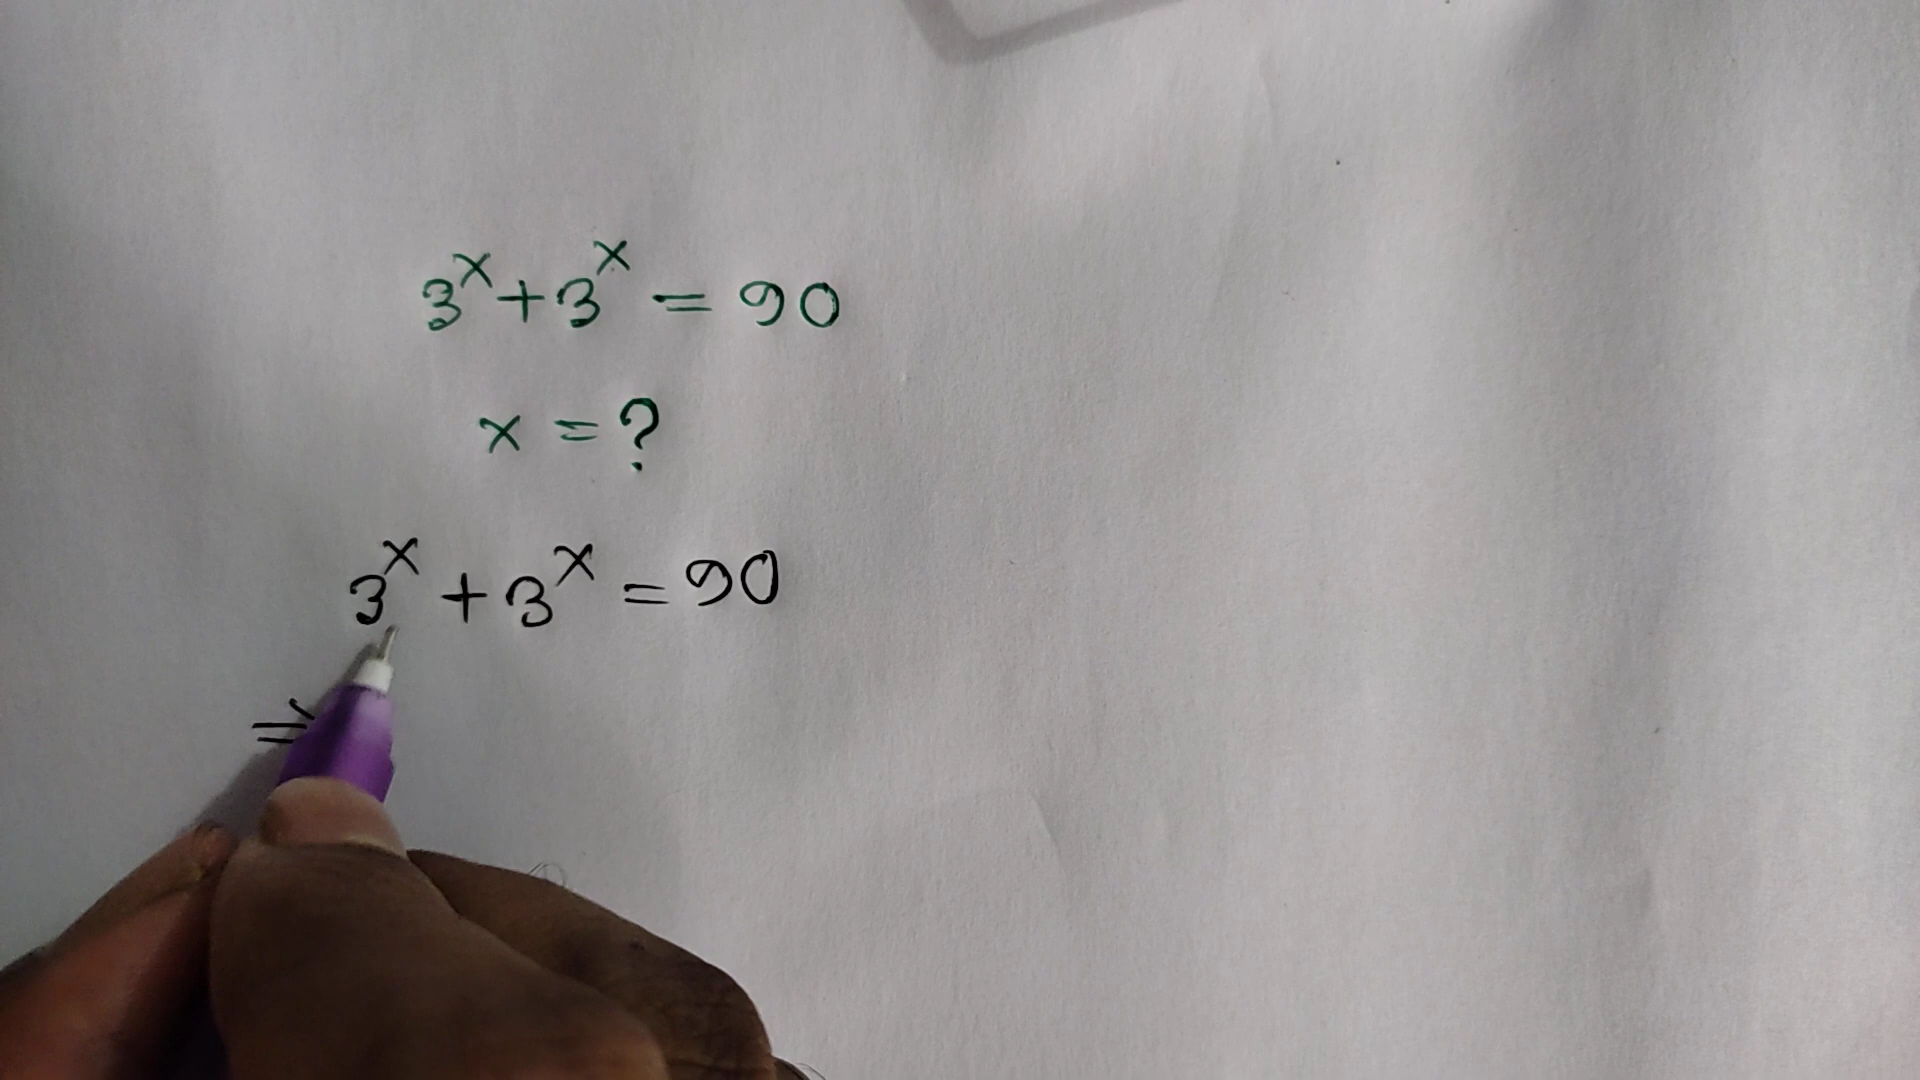 3^x + 3^x = 90
x = ?
3^x + 3^x = 90
⇒